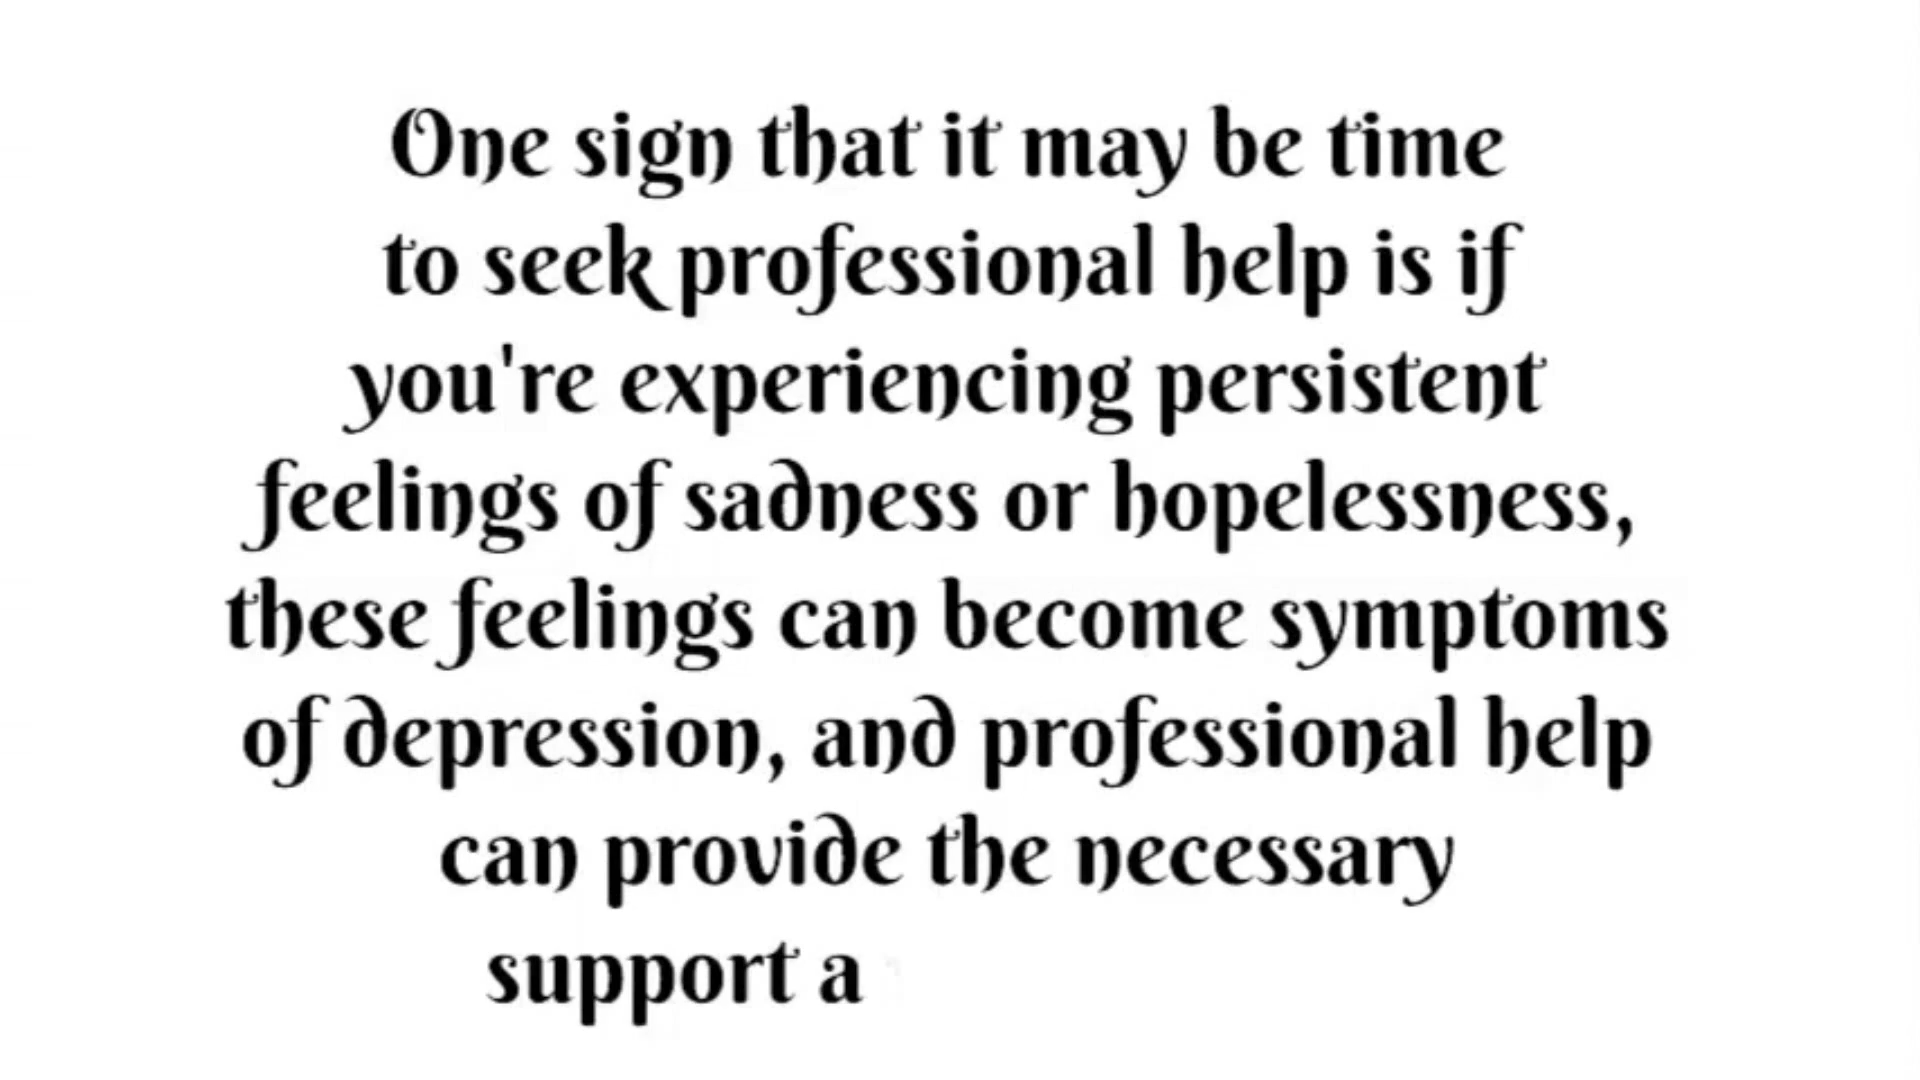 One sign that it may be time
to seek professional help is if
you're experiencing persistent
feelings of sadness or hopelessness,
these feelings can become symptoms
of depression, and professional help
can provide the necessary
support a